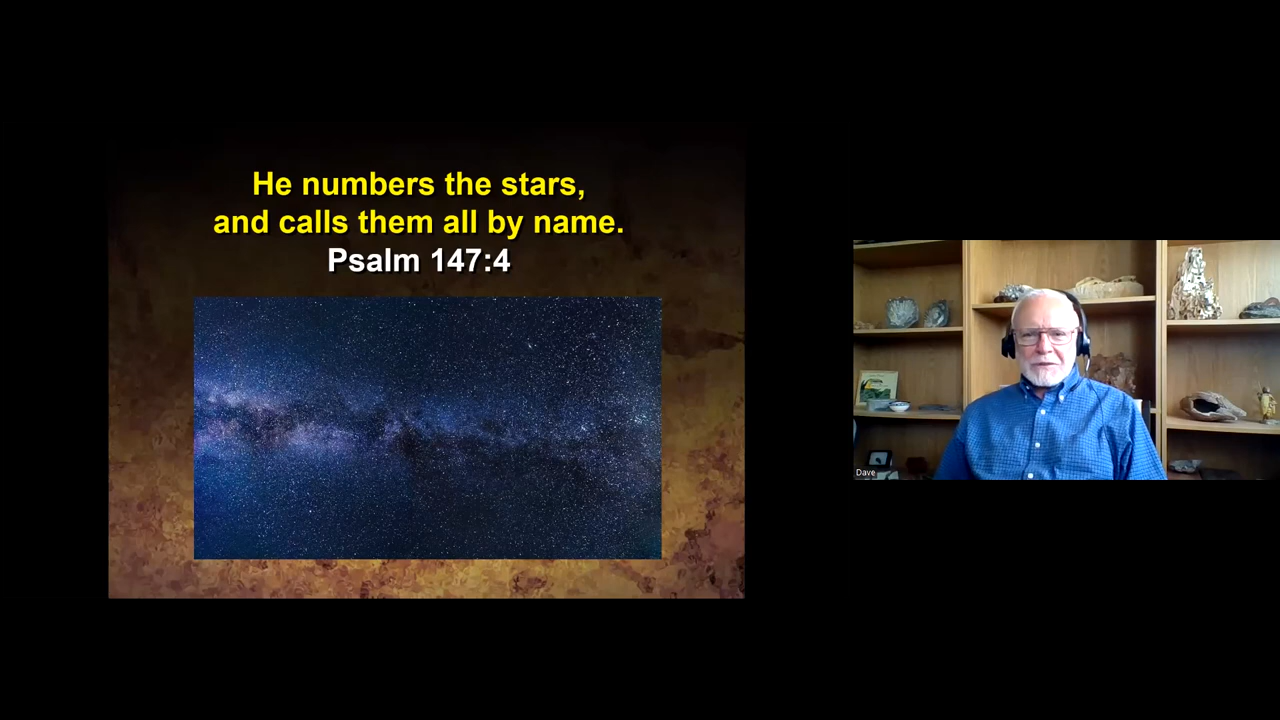 He numbers the stars,
and calls them all by name.
Psalm 147:4
Dave